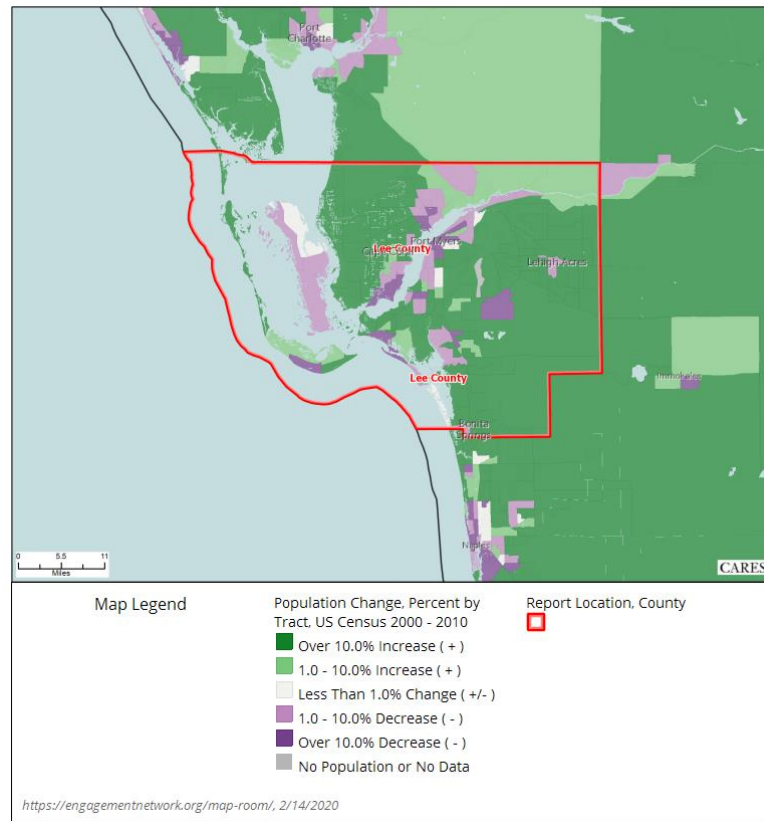 Port
Charlotte
Fort Myers
Lee County
Lehigh Acres
Lee County
Immokalee
Bonita
Springs
Naples
0 5.5 11
Miles
CARES
Map Legend
Population Change, Percent by
Tract, US Census 2000 - 2010
Over 10.0% Increase ( + )
1.0 - 10.0% Increase ( + )
Less Than 1.0% Change ( +/- )
1.0 - 10.0% Decrease ( - )
Over 10.0% Decrease ( - )
No Population or No Data
Report Location, County
https://engagementnetwork.org/map-room/, 2/14/2020